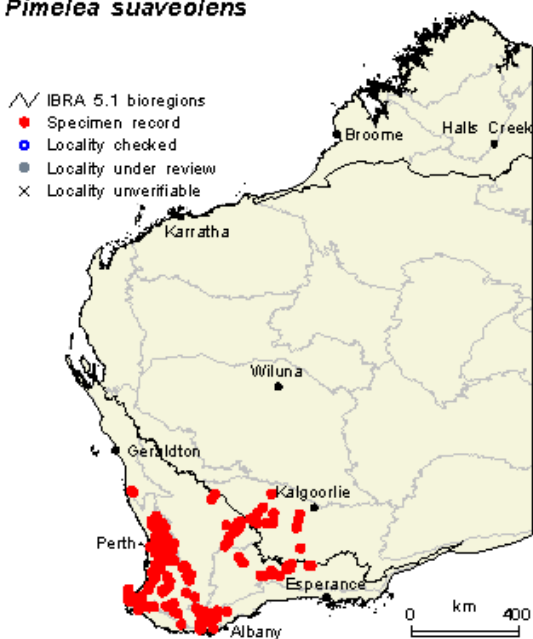 Pimelea suaveolens
IBRA 5.1 bioregions
Specimen record
Locality checked
Locality under review
Locality unverifiable
Broome
Halls Creek
Karratha
Wiluna
Geraldton
Kalgoorlie
Perth
Esperance
Albany
km
0 400